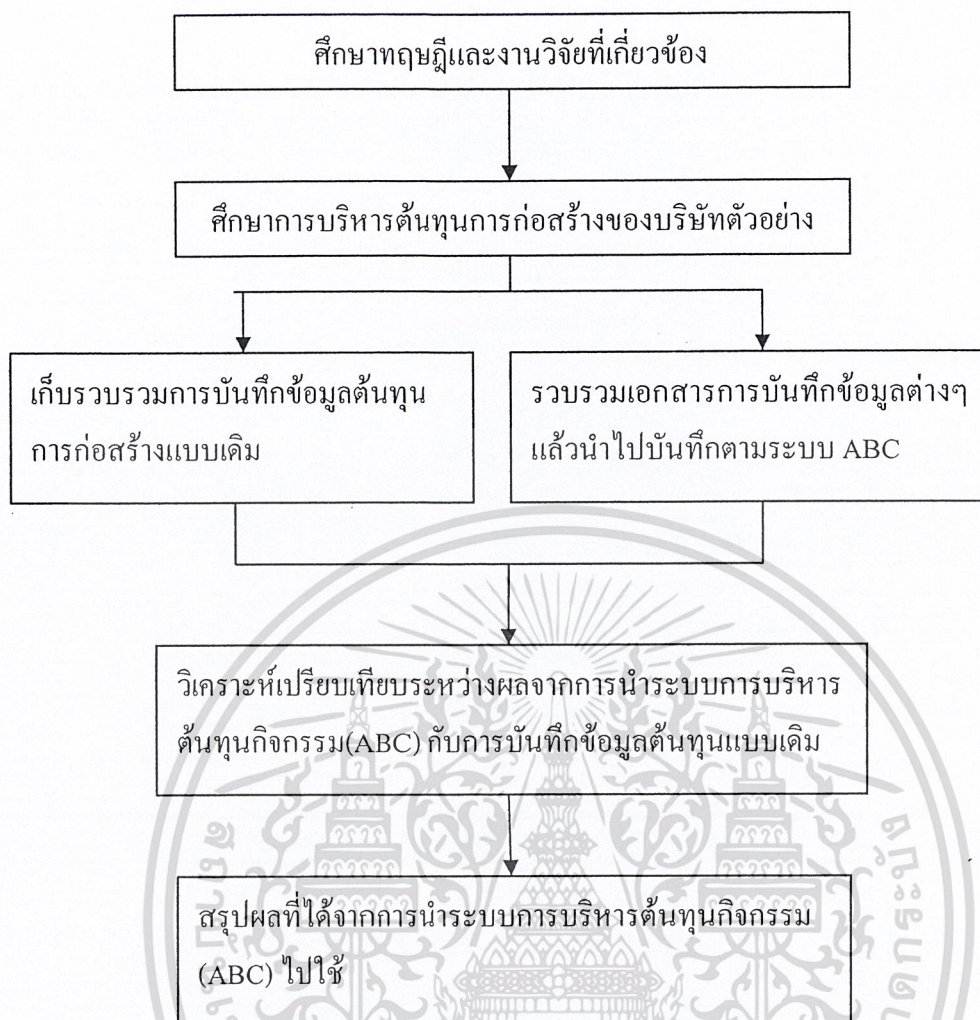 ศึกษาทฤษฎีและงานวิจัยที่เกี่ยวข้อง
ศึกษาการบริหารต้นทุนการก่อสร้างของบริษัทตัวอย่าง
เก็บรวบรวมการบันทึกข้อมูลต้นทุน
การก่อสร้างแบบเดิม
รวบรวมเอกสารการบันทึกข้อมูลต่างๆ
แล้วนำไปบันทึกตามระบบ ABC
วิเคราะห์เปรียบเทียบระหว่างผลจากการนำระบบการบริหาร
ต้นทุนกิจกรรม(ABC) กับการบันทึกข้อมูลต้นทุนแบบเดิม
สรุปผลที่ได้จากการนำระบบการบริหารต้นทุนกิจกรรม
(ABC) ไปใช้